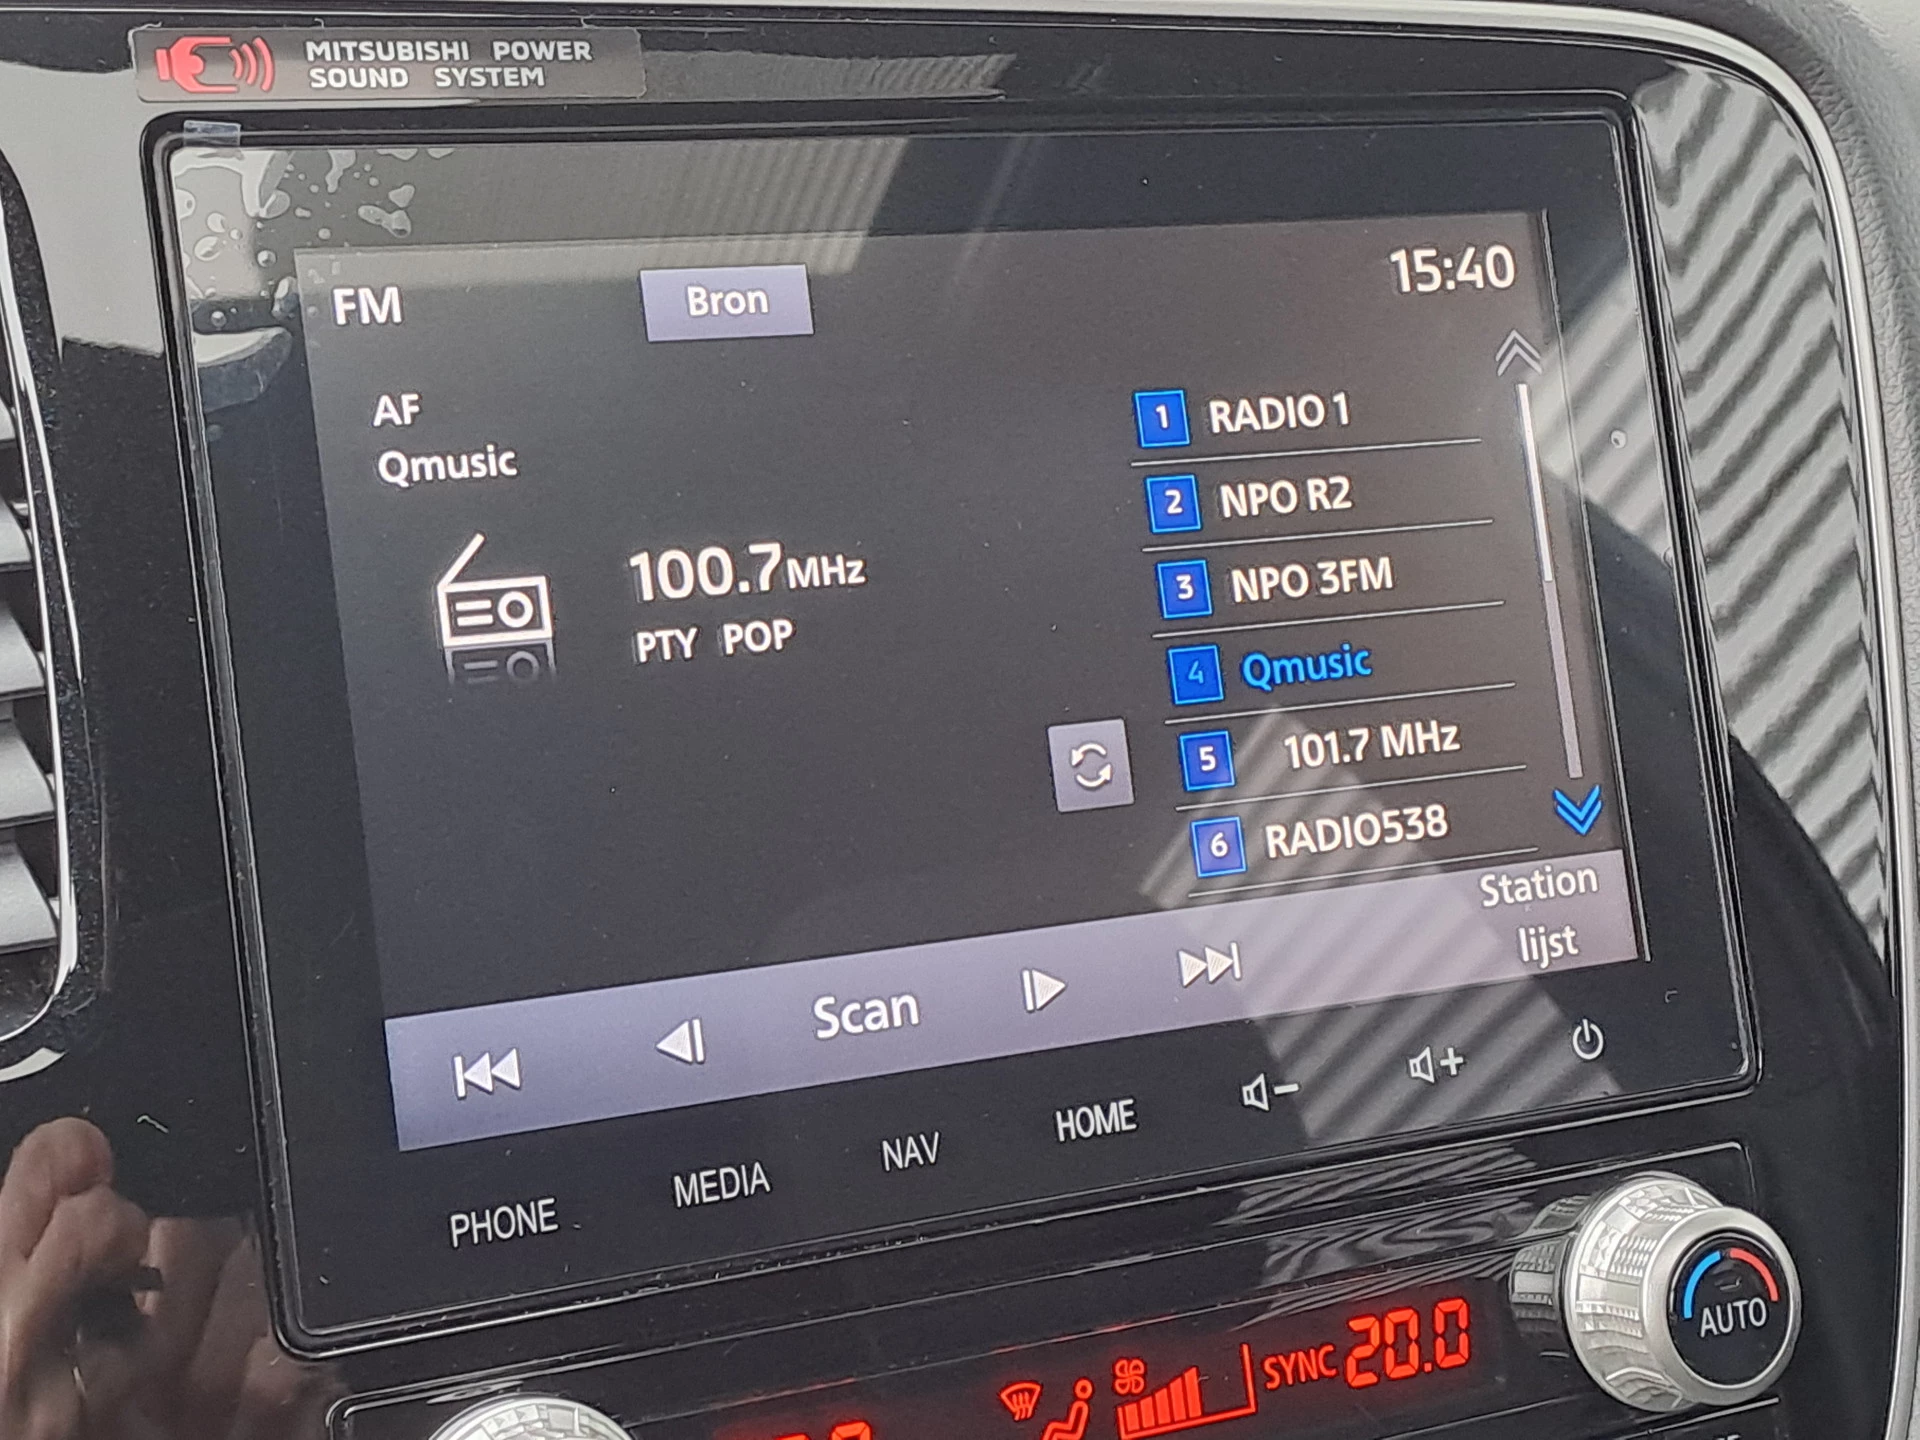 MITSUBISHI POWER
SOUND SYSTEM
FM
Bron
15:40
AF
Qmusic
100.7MHz
PTY POP
1 RADIO 1
2 NPO R2
3 NPO 3FM
4 Qmusic
5 101.7 MHz
6 RADIO538
Scan
Station
lijst
PHONE
MEDIA
NAV
HOME
SYNC 20.0
AUTO